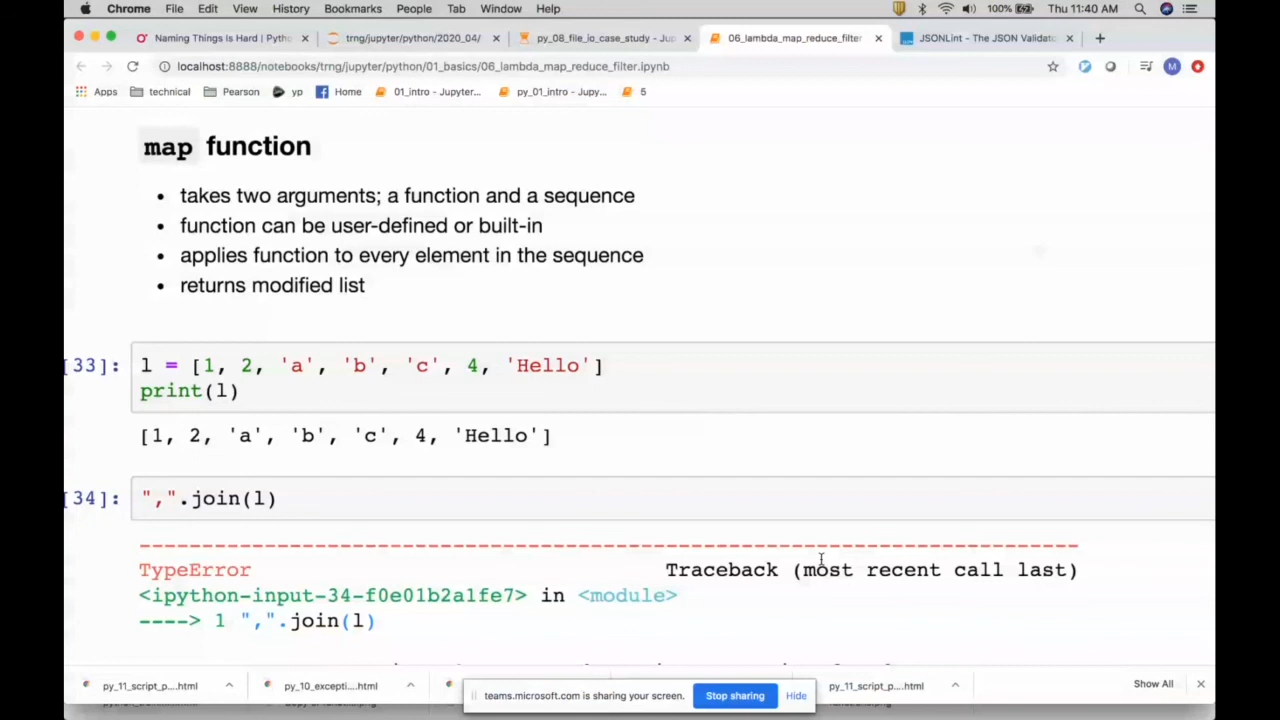 Chrome File Edit View History Bookmarks People Tab Window Help 100% Thu 11:40 AM
Naming Things Is Hard | Pytho trng/jupyter/python/2020_04/ py_08_file_io_case_study - Jup 06_lambda_map_reduce_filter JSONLint - The JSON Validato
localhost:8888/notebooks/trng/jupyter/python/01_basics/06_lambda_map_reduce_filter.ipynb M
Apps technical Pearson yp Home 01_intro - Jupyter... py_01_intro - Jupy... 5
map function
• takes two arguments; a function and a sequence
• function can be user-defined or built-in
• applies function to every element in the sequence
• returns modified list
[33]: l = [1, 2, 'a', 'b', 'c', 4, 'Hello']
print(l)
[1, 2, 'a', 'b', 'c', 4, 'Hello']
[34]: ",".join(l)
---------------------------------------------------------------------------
TypeError Traceback (most recent call last)
<ipython-input-34-f0e01b2a1fe7> in <module>
----> 1 ",".join(l)
py_11_script_p....html py_10_excepti....html teams.microsoft.com is sharing your screen. Stop sharing Hide py_11_script_p....html Show All